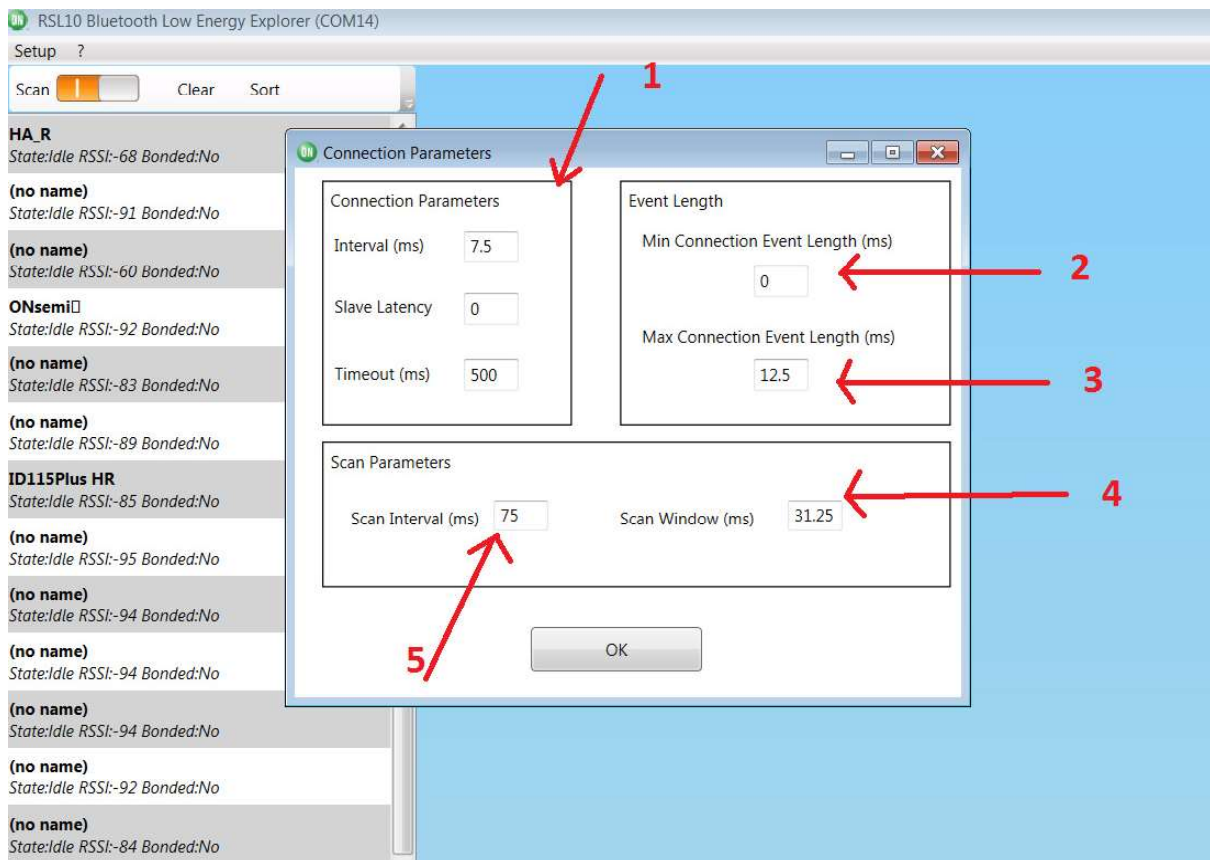 RSL10 Bluetooth Low Energy Explorer (COM14)
Setup ?
Scan Clear Sort
HA_R
State:Idle RSSI:-68 Bonded:No
(no name)
State:Idle RSSI:-91 Bonded:No
(no name)
State:Idle RSSI:-60 Bonded:No
ONsemi
State:Idle RSSI:-92 Bonded:No
(no name)
State:Idle RSSI:-83 Bonded:No
(no name)
State:Idle RSSI:-89 Bonded:No
ID115Plus HR
State:Idle RSSI:-85 Bonded:No
(no name)
State:Idle RSSI:-95 Bonded:No
(no name)
State:Idle RSSI:-94 Bonded:No
(no name)
State:Idle RSSI:-94 Bonded:No
(no name)
State:Idle RSSI:-94 Bonded:No
(no name)
State:Idle RSSI:-92 Bonded:No
(no name)
State:Idle RSSI:-84 Bonded:No
ON Connection Parameters
Connection Parameters
Interval (ms) 7.5
Slave Latency 0
Timeout (ms) 500
Event Length
Min Connection Event Length (ms)
0
Max Connection Event Length (ms)
12.5
Scan Parameters
Scan Interval (ms) 75
Scan Window (ms) 31.25
OK
1
2
3
4
5